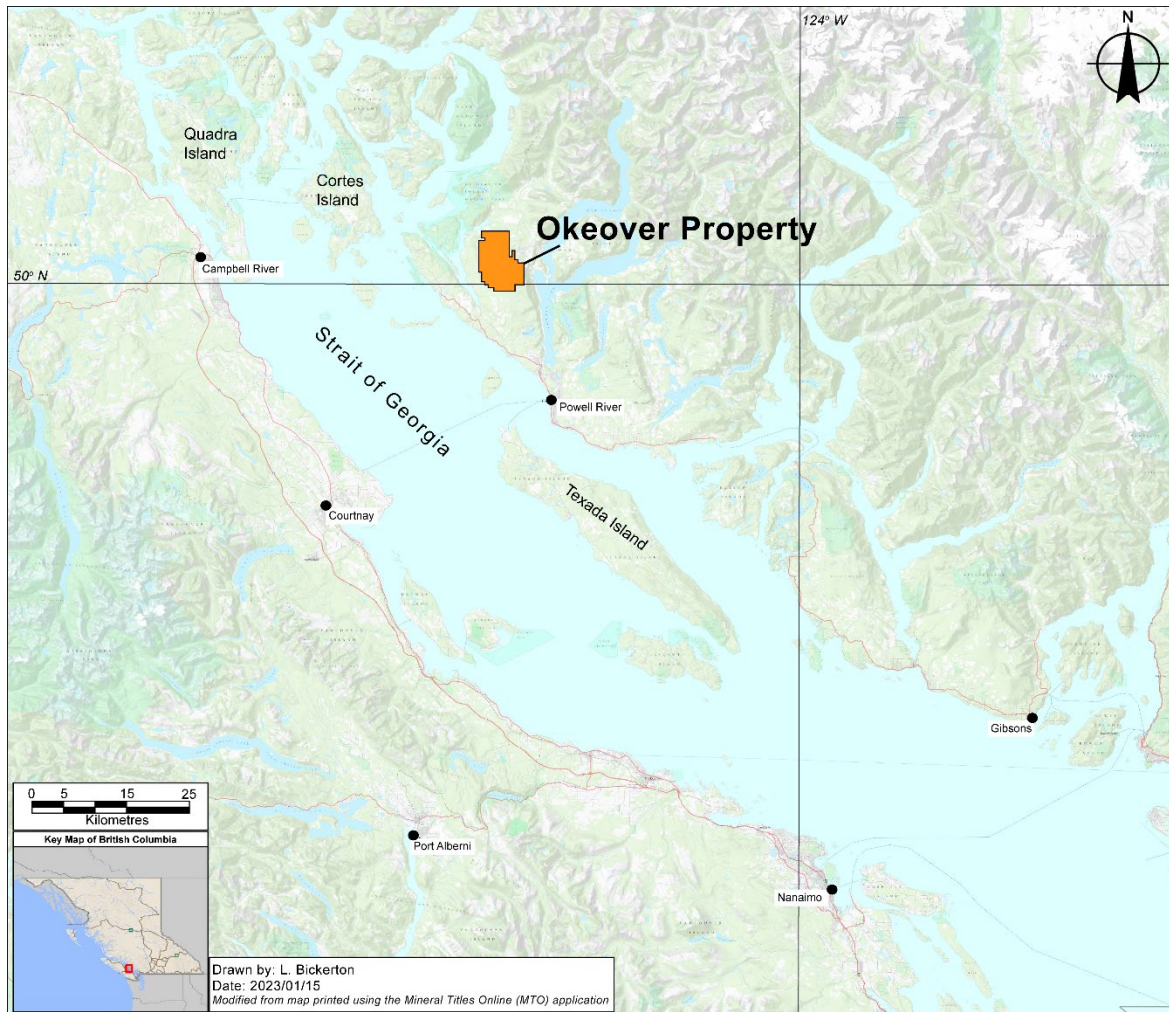 124° W
N
Quadra
Island
Cortes
Island
Okeover Property
Campbell River
50° N
Strait of Georgia
Powell River
Courtnay
Texada Island
Gibsons
0 5 10 15 25
Kilometres
Key Map of British Columbia
Port Alberni
Nanaimo
Drawn by: L. Bickerton
Date: 2023/01/15
Modified from map printed using the Mineral Titles Online (MTO) application